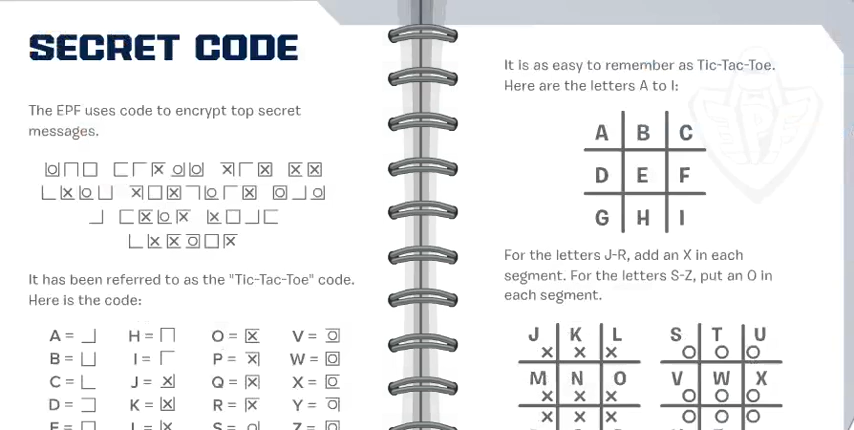 SECRET CODE
The EPF uses code to encrypt top secret
messages.
It has been referred to as the "Tic-Tac-Toe" code.
Here is the code:
A = H = O = V =
B = I = P = W =
C = J = Q = X =
D = K = R = Y =
E = L = S = Z =
It is as easy to remember as Tic-Tac-Toe.
Here are the letters A to I:
A B C
D E F
G H I
For the letters J-R, add an X in each
segment. For the letters S-Z, put an O in
each segment.
J K L S T U
X X X O O O
M N O V W X
X X X O O O
X X X O O O